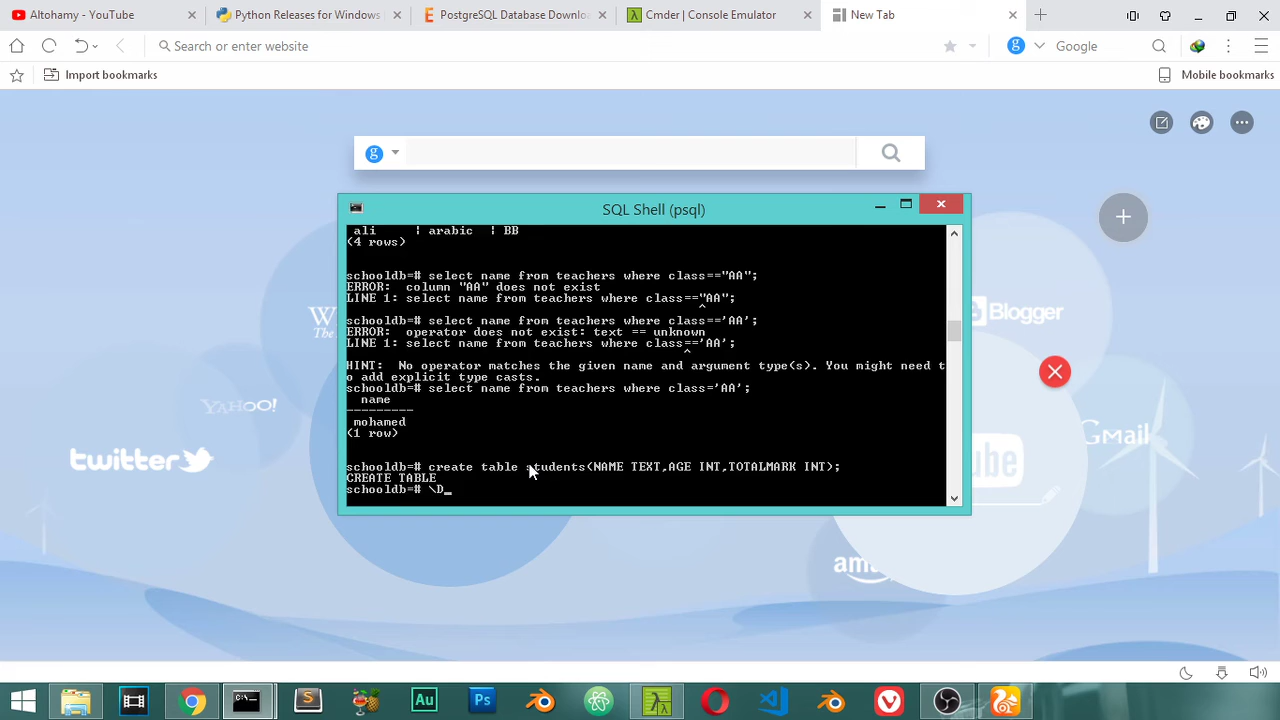 Altohamy - YouTube
Python Releases for Windows
PostgreSQL Database Downloa
Cmder | Console Emulator
New Tab
Search or enter website
Google
Import bookmarks
Mobile bookmarks
g
SQL Shell (psql)
ali | arabic | BB
(4 rows)
schooldb=# select name from teachers where class=="AA";
ERROR: column "AA" does not exist
LINE 1: select name from teachers where class=="AA";
^
schooldb=# select name from teachers where class=='AA';
ERROR: operator does not exist: text == unknown
LINE 1: select name from teachers where class=='AA';
^
HINT: No operator matches the given name and argument type(s). You might need t
o add explicit type casts.
schooldb=# select name from teachers where class='AA';
name
---------
mohamed
(1 row)
schooldb=# create table students(NAME TEXT,AGE INT,TOTALMARK INT);
CREATE TABLE
schooldb=# \D_
Blogger
YAHOO!
Gmail
twitter
Au
Ps